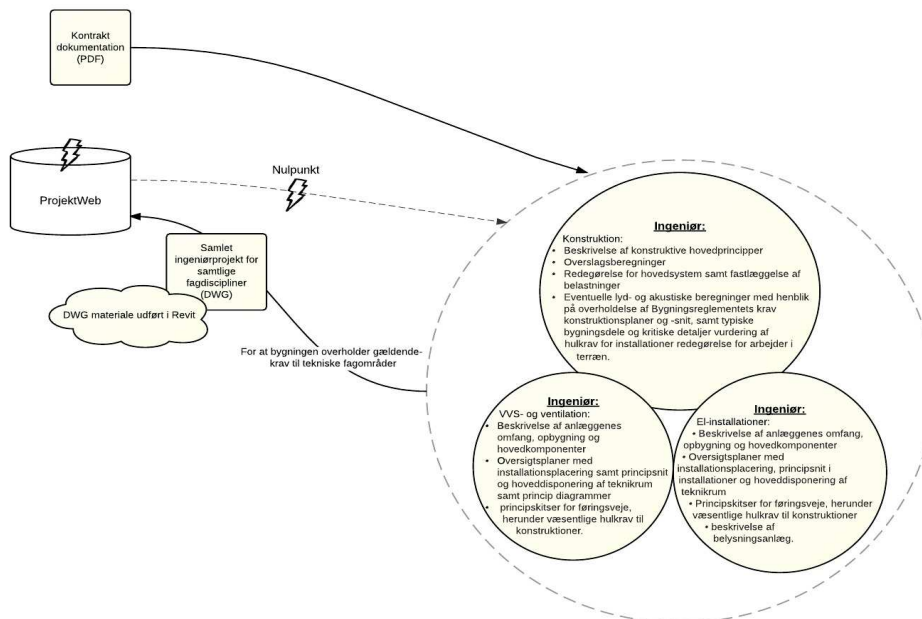 Kontrakt
dokumentation
(PDF)
Nulpunkt
ProjektWeb
Samlet
ingeniørprojekt for
samtlige
fagdiscipliner
(DWG)
DWG materiale udført i Revit
For at bygningen overholder gældende-
krav til tekniske fagområder
Ingeniør:
Konstruktion:
• Beskrivelse af konstruktive hovedprincipper
• Overslagsberegninger
• Redegørelse for hovedsystem samt fastlæggelse af
belastninger
• Eventuelle lyd- og akustiske beregninger med henblik
på overholdelse af Bygningsreglementets krav
konstruktionsplaner og -snit, samt typiske
bygningsdele og kritiske detaljer vurdering af
hulkrav for installationer redegørelse for arbejder i
terræn.
Ingeniør:
VVS- og ventilation:
• Beskrivelse af anlæggenes
omfang, opbygning og
hovedkomponenter
• Oversigtsplaner med
installationsplacering samt principsnit
og hoveddisponering af teknikrum
samt princip diagrammer
• principskitser for føringsveje,
herunder væsentlige hulkrav til
konstruktioner.
Ingeniør:
El-installationer:
• Beskrivelse af anlæggenes omfang,
opbygning og hovedkomponenter
• Oversigtsplaner med
installationsplacering, principsnit i
installationer og hoveddisponering af
teknikrum
• Principskitser for føringsveje, herunder
væsentlige hulkrav til konstruktioner
• beskrivelse af
belysningsanlæg.